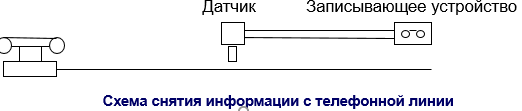 Датчик Записывающее устройство
Схема снятия информации с телефонной линии